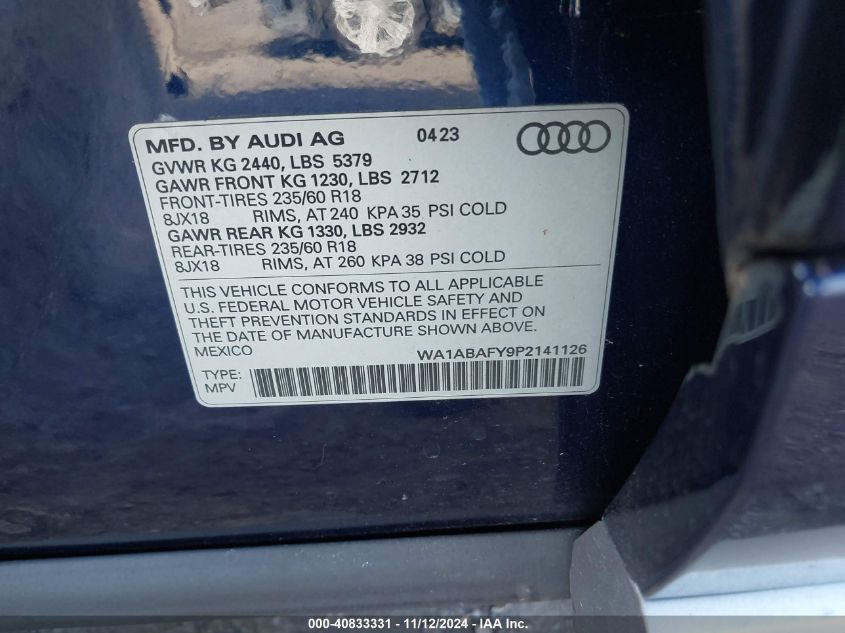 MFD. BY AUDI AG 0423
GVWR KG 2440, LBS 5379
GAWR FRONT KG 1230, LBS 2712
FRONT-TIRES 235/60 R18
8JX18 RIMS, AT 240 KPA 35 PSI COLD
GAWR REAR KG 1330, LBS 2932
REAR-TIRES 235/60 R18
8JX18 RIMS, AT 260 KPA 38 PSI COLD
THIS VEHICLE CONFORMS TO ALL APPLICABLE
U.S. FEDERAL MOTOR VEHICLE SAFETY AND
THEFT PREVENTION STANDARDS IN EFFECT ON
THE DATE OF MANUFACTURE SHOWN ABOVE.
MEXICO WA1ABAFY9P2141126
TYPE:
MPV
000-40833331 - 11/12/2024 - IAA Inc.